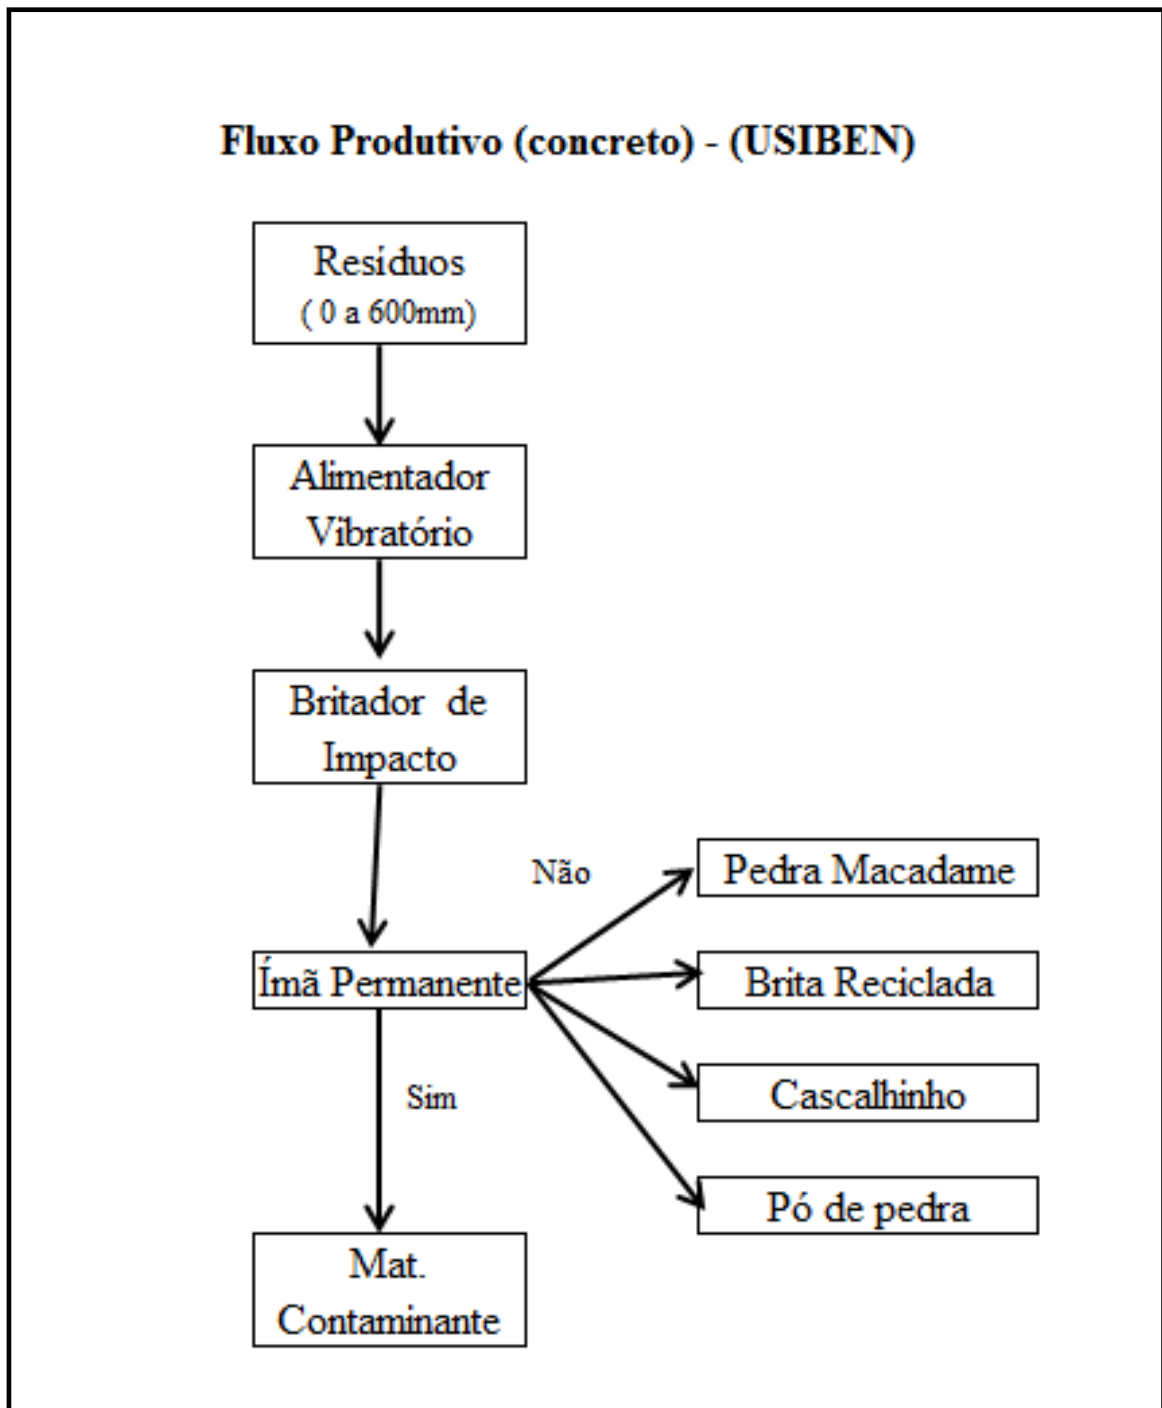 Fluxo Produtivo (concreto) - (USIBEN)
Resíduos
( 0 a 600mm)
Alimentador
Vibratório
Britador de
Impacto
Não
Pedra Macadame
Ímã Permanente
Brita Reciclada
Sim
Cascalhinho
Pó de pedra
Mat.
Contaminante